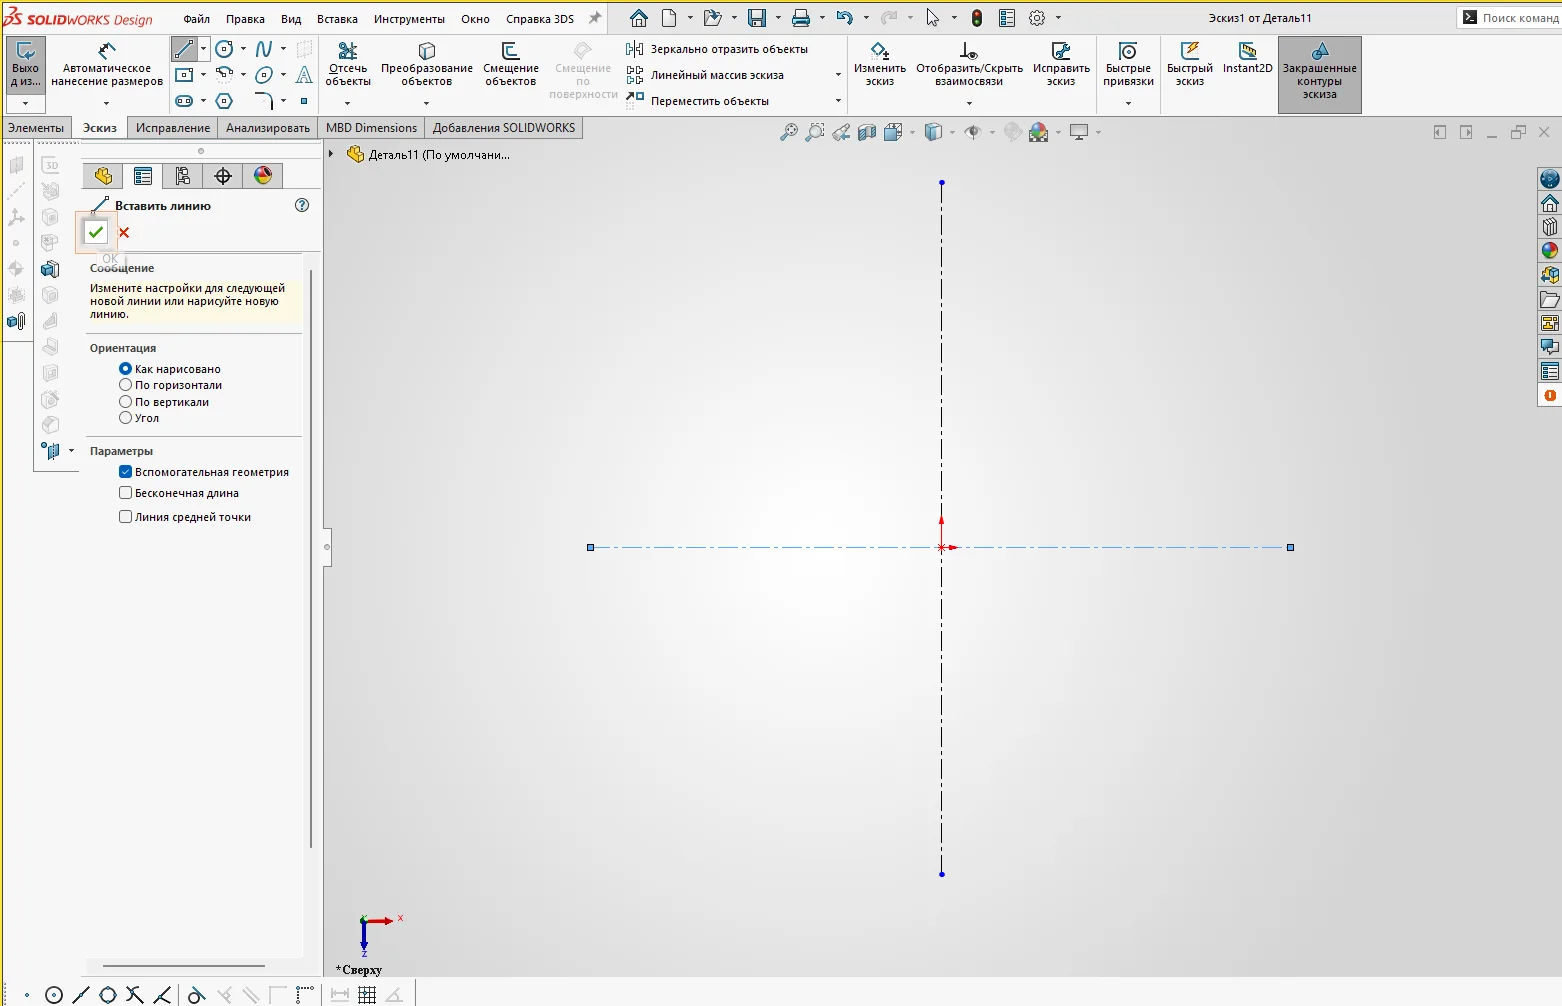 SOLIDWORKS Design
Файл Правка Вид Вставка Инструменты Окно Справка 3DS
Эскиз1 от Деталь11
Поиск команд
Выхо
д из...
Автоматическое
нанесение размеров
Отсечь
объекты
Преобразование
объектов
Смещение
объектов
Смещение
по
поверхности
Зеркально отразить объекты
Линейный массив эскиза
Переместить объекты
Изменить
эскиз
Отобразить/Скрыть
взаимосвязи
Исправить
эскиз
Быстрые
привязки
Быстрый
эскиз
Instant2D
Закрашенные
контуры
эскиза
Элементы Эскиз Исправление Анализировать MBD Dimensions Добавления SOLIDWORKS
3D
Деталь11 (По умолчани...
Вставить линию
OK
Сообщение
Измените настройки для следующей
новой линии или нарисуйте новую
линию.
Ориентация
Как нарисовано
По горизонтали
По вертикали
Угол
Параметры
Вспомогательная геометрия
Бесконечная длина
Линия средней точки
X
Y
Z
*Сверху